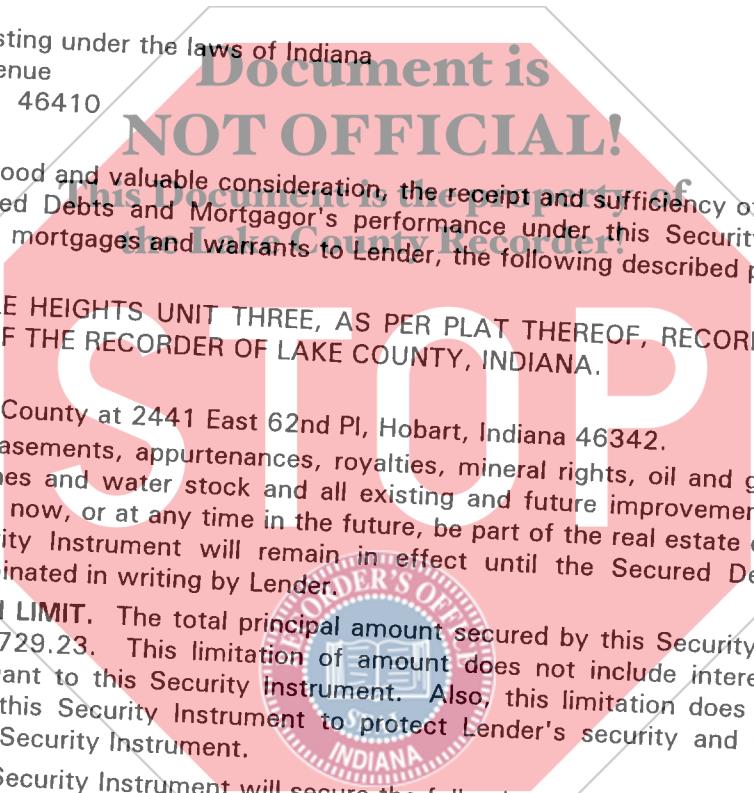 sting under the laws of Indiana
Document is
enue
46410
NOT OFFICIAL!
ood and valuable consideration, the receipt and sufficiency o
This Document is the property of
ed Debts and Mortgagor's performance under this Securit
the Lake County Recorder!
mortgages and warrants to Lender, the following described p
E HEIGHTS UNIT THREE, AS PER PLAT THEREOF, RECOR
F THE RECORDER OF LAKE COUNTY, INDIANA.
STOP
County at 2441 East 62nd Pl, Hobart, Indiana 46342.
asements, appurtenances, royalties, mineral rights, oil and g
nes and water stock and all existing and future improvemen
now, or at any time in the future, be part of the real estate
ity Instrument will remain in effect until the Secured De
inated in writing by Lender.
LIMIT. The total principal amount secured by this Security
729.23. This limitation of amount does not include intere
ant to this Security Instrument. Also, this limitation does
this Security Instrument to protect Lender's security and
Security Instrument.
RECORDER'S OFFICE
SEAL
INDIANA
Security Instrument will secure the